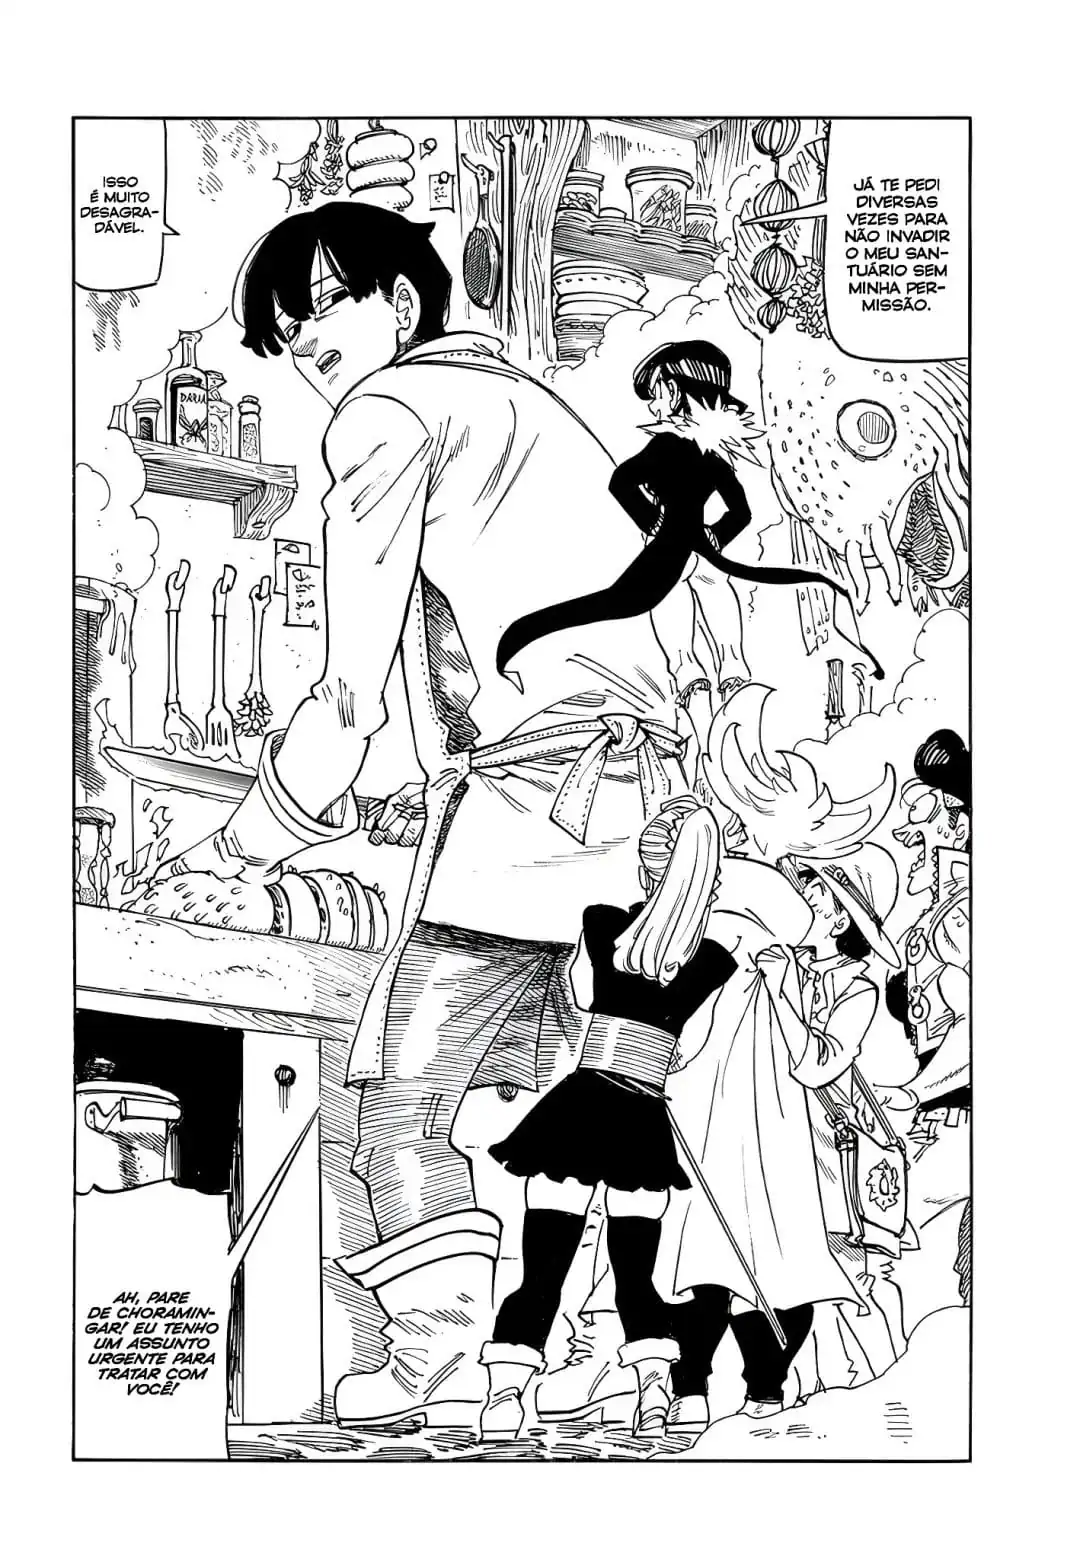 JÁ TE PEDI
DIVERSAS
VEZES PARA
NÃO INVADIR
O MEU SAN-
TUÁRIO SEM
MINHA PER-
MISSÃO.
ISSO
É MUITO
DESAGRA-
DÁVEL.
DARIA
AH, PARE
DE CHORAMIN-
GAR! EU TENHO
UM ASSUNTO
URGENTE PARA
TRATAR COM
VOCÊ!